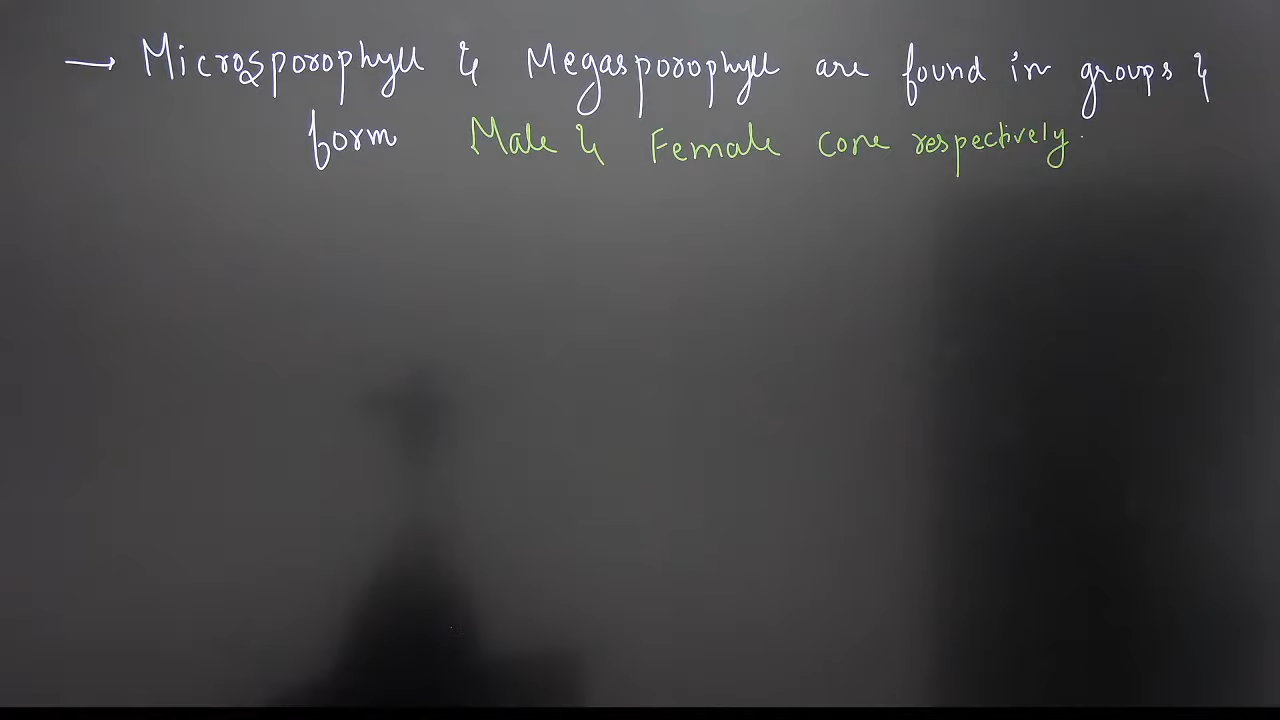 → Microsporophyll & Megasporophyll are found in groups &
form Male & Female cone respectively.